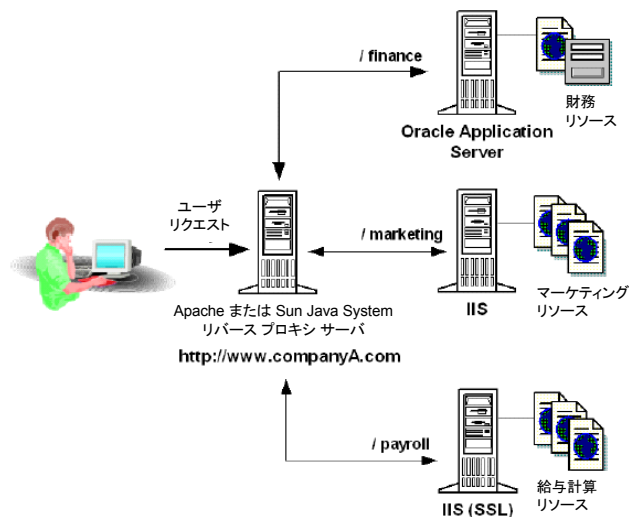 / finance
財務
リソース
Oracle Application
Server
ユーザ
リクエスト
/ marketing
Apache または Sun Java System
リバース プロキシ サーバ
http://www.companyA.com
IIS
マーケティング
リソース
/ payroll
IIS (SSL)
給与計算
リソース